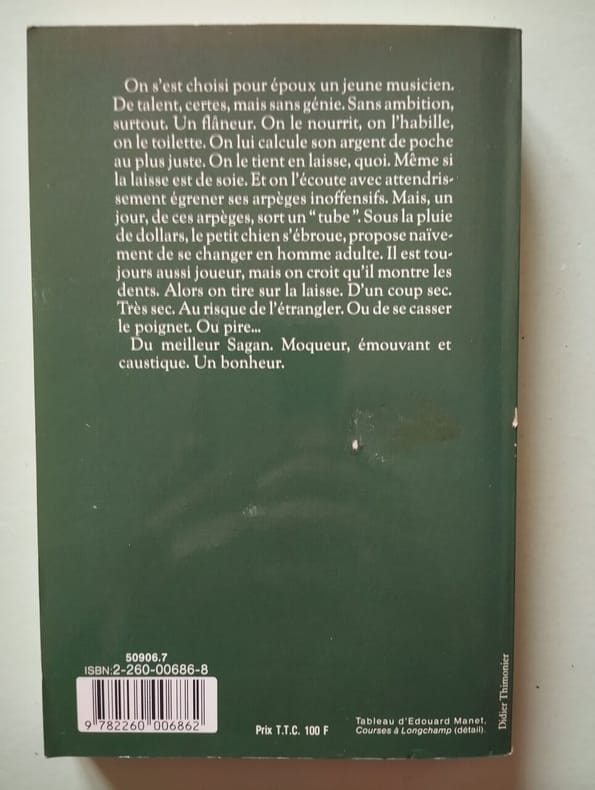 On s'est choisi pour époux un jeune musicien.
De talent, certes, mais sans génie. Sans ambition,
surtout. Un flâneur. On le nourrit, on l'habille,
on le toilette. On lui calcule son argent de poche
au plus juste. On le tient en laisse, quoi. Même si
la laisse est de soie. Et on l'écoute avec attendris-
sement égrener ses arpèges inoffensifs. Mais, un
jour, de ces arpèges, sort un “ tube ”. Sous la pluie
de dollars, le petit chien s'ébroue, propose naïve-
ment de se changer en homme adulte. Il est tou-
jours aussi joueur, mais on croit qu'il montre les
dents. Alors on tire sur la laisse. D'un coup sec.
Très sec. Au risque de l'étrangler. Ou de se casser
le poignet. Ou pire...
Du meilleur Sagan. Moqueur, émouvant et
caustique. Un bonheur.
50906.7
ISBN:2-260-00686-8
9 782260 006862
Prix T.T.C. 100 F
Tableau d'Edouard Manet,
Courses à Longchamp (détail).
Didier Thimonier